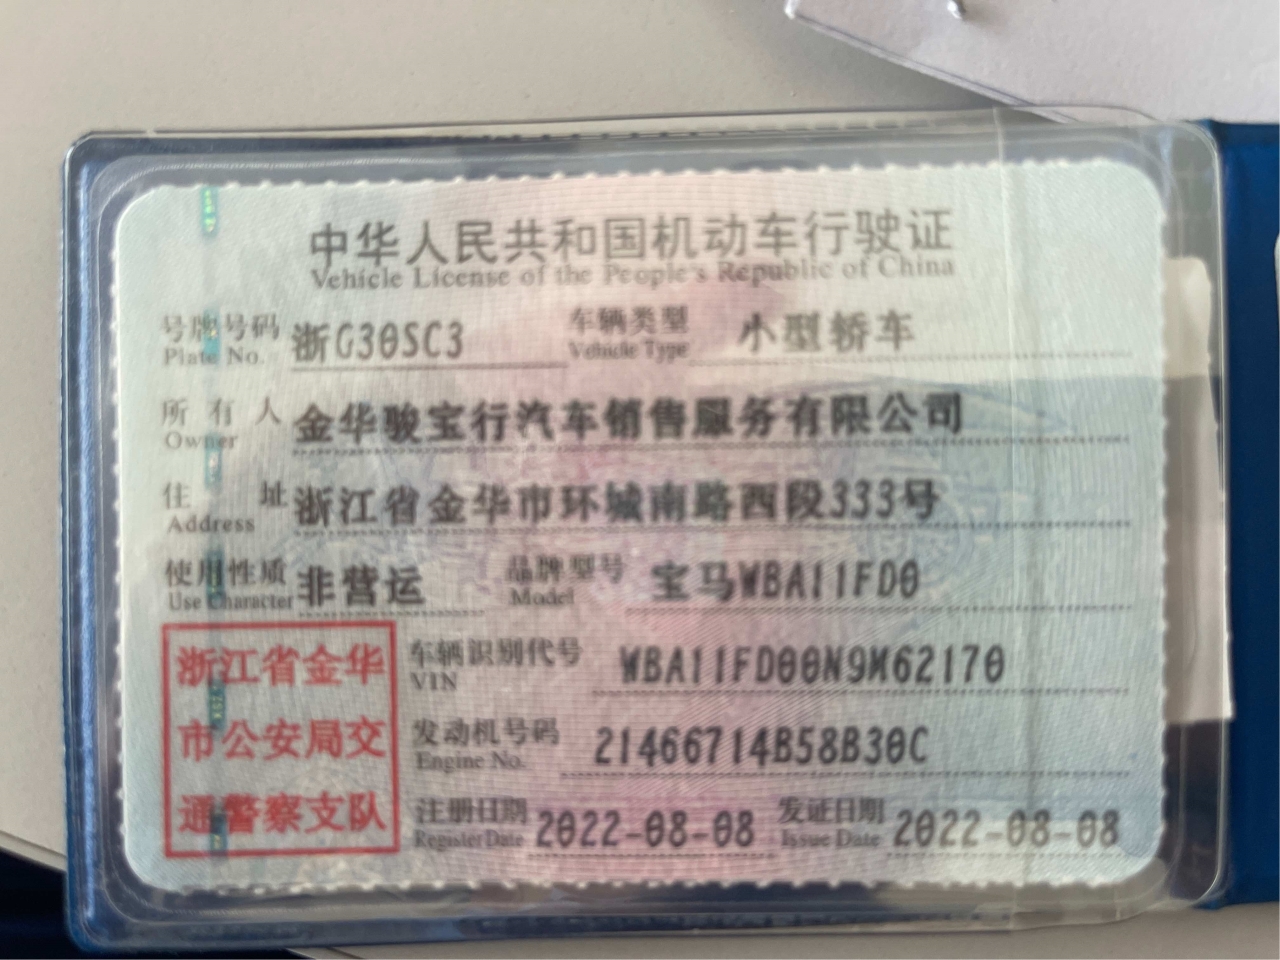 中华人民共和国机动车行驶证
Vehicle License of the People's Republic of China
号牌号码 浙G30SC3 车辆类型 小型轿车
Plate No. Vehicle Type
所有人 金华骏宝行汽车销售服务有限公司
Owner
住址 浙江省金华市环城南路西段333号
Address
使用性质 非营运 品牌型号 宝马WBA11FD0
Use Character Model
浙江省金华
市公安局交
通警察支队
车辆识别代号 WBA11FD00N9M62170
VIN
发动机号码 21466714B58B30C
Engine No.
注册日期 2022-08-08 发证日期 2022-08-08
Register Date Issue Date